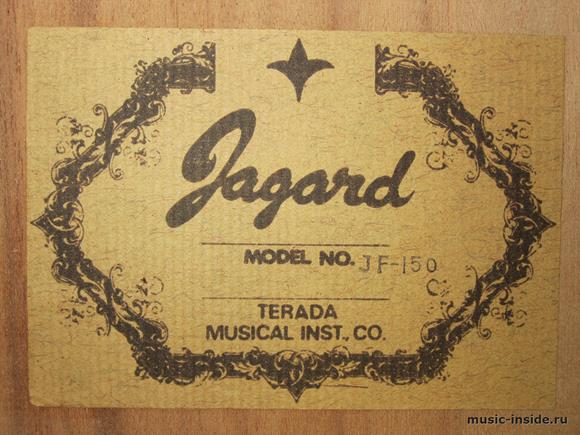 Jagard
MODEL NO. JF-150
TERADA
MUSICAL INST., CO.
music-inside.ru